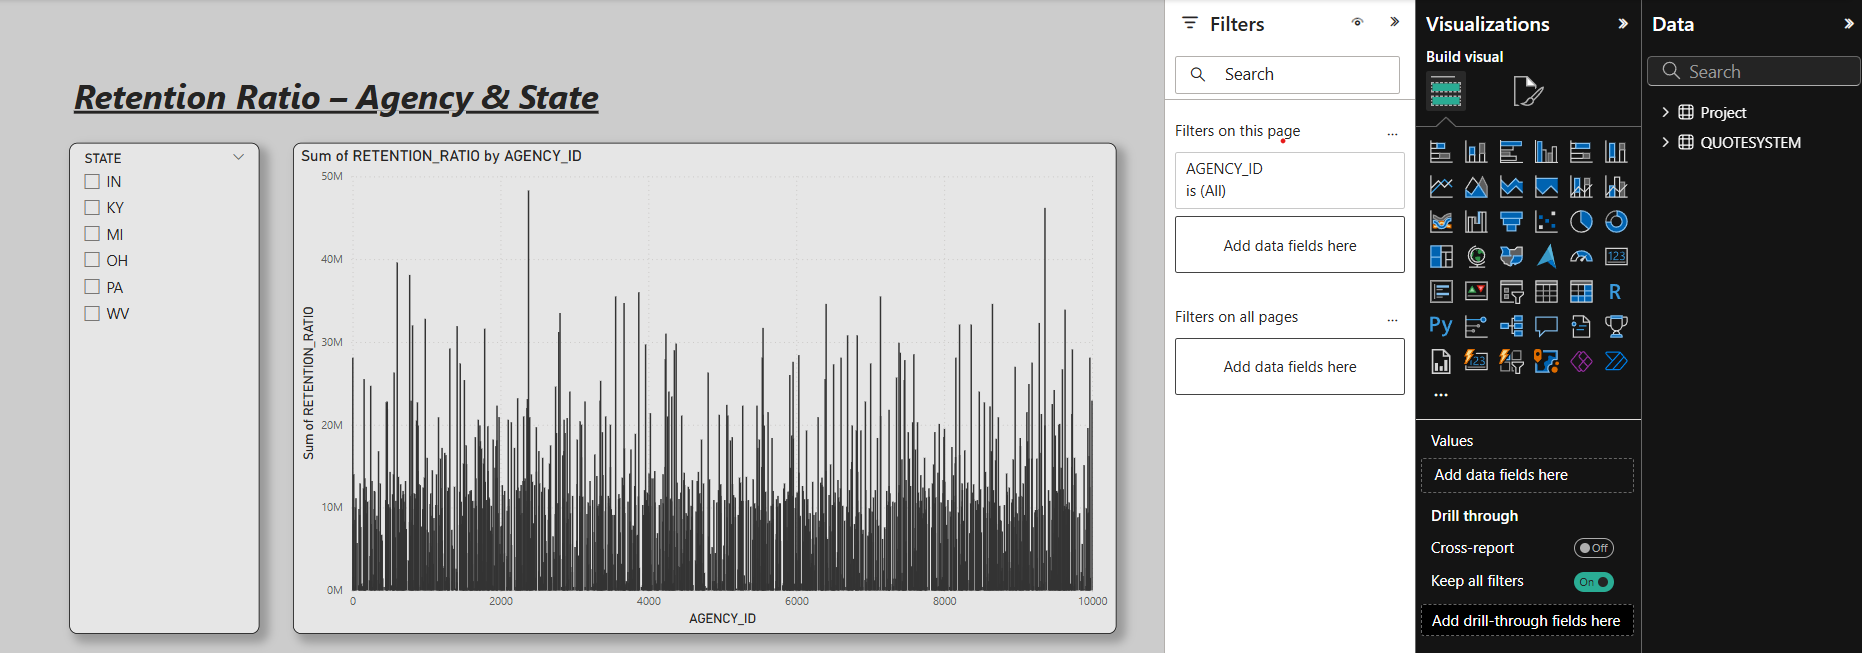 Retention Ratio – Agency & State
STATE
IN
KY
MI
OH
PA
WV
Sum of RETENTION_RATIO by AGENCY_ID
Sum of RETENTION_RATIO
50M
40M
30M
20M
10M
0M
0 2000 4000 6000 8000 10000
AGENCY_ID
Filters
Search
Filters on this page ...
AGENCY_ID
is (All)
Add data fields here
Filters on all pages ...
Add data fields here
Visualizations
Build visual
123
R
Py
123
...
Values
Add data fields here
Drill through
Cross-report Off
Keep all filters On
Add drill-through fields here
Data
Search
Project
QUOTESYSTEM